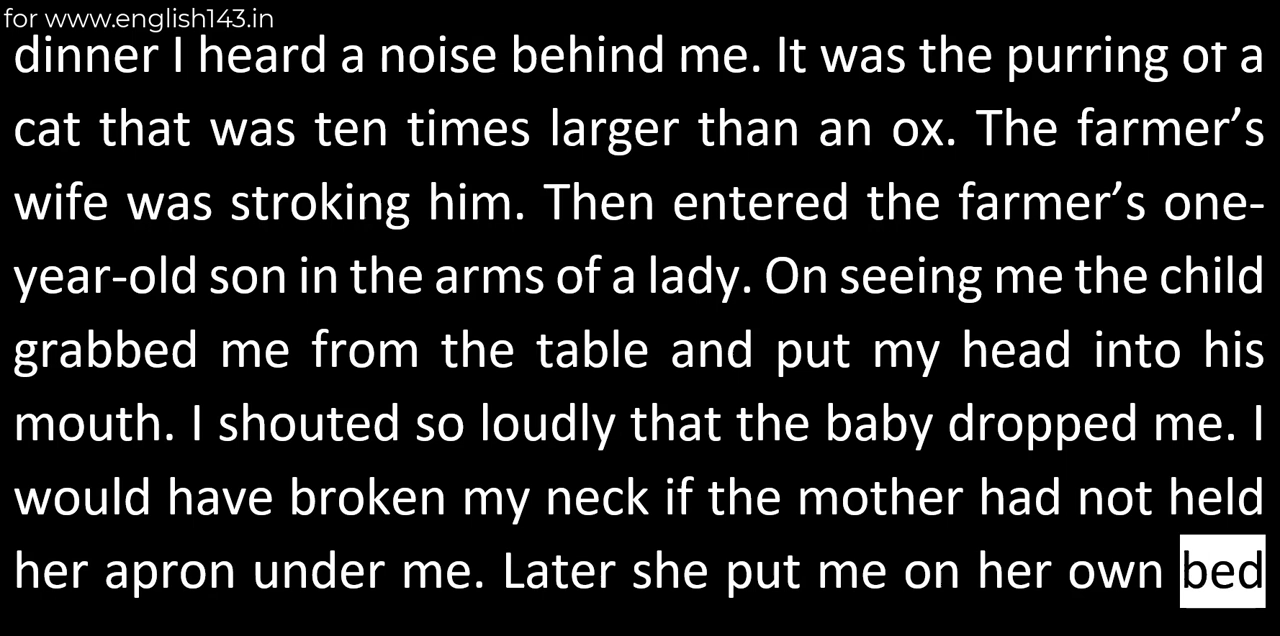 for www.english143.in
dinner I heard a noise behind me. It was the purring of a
cat that was ten times larger than an ox. The farmer’s
wife was stroking him. Then entered the farmer’s one-
year-old son in the arms of a lady. On seeing me the child
grabbed me from the table and put my head into his
mouth. I shouted so loudly that the baby dropped me. I
would have broken my neck if the mother had not held
her apron under me. Later she put me on her own bed